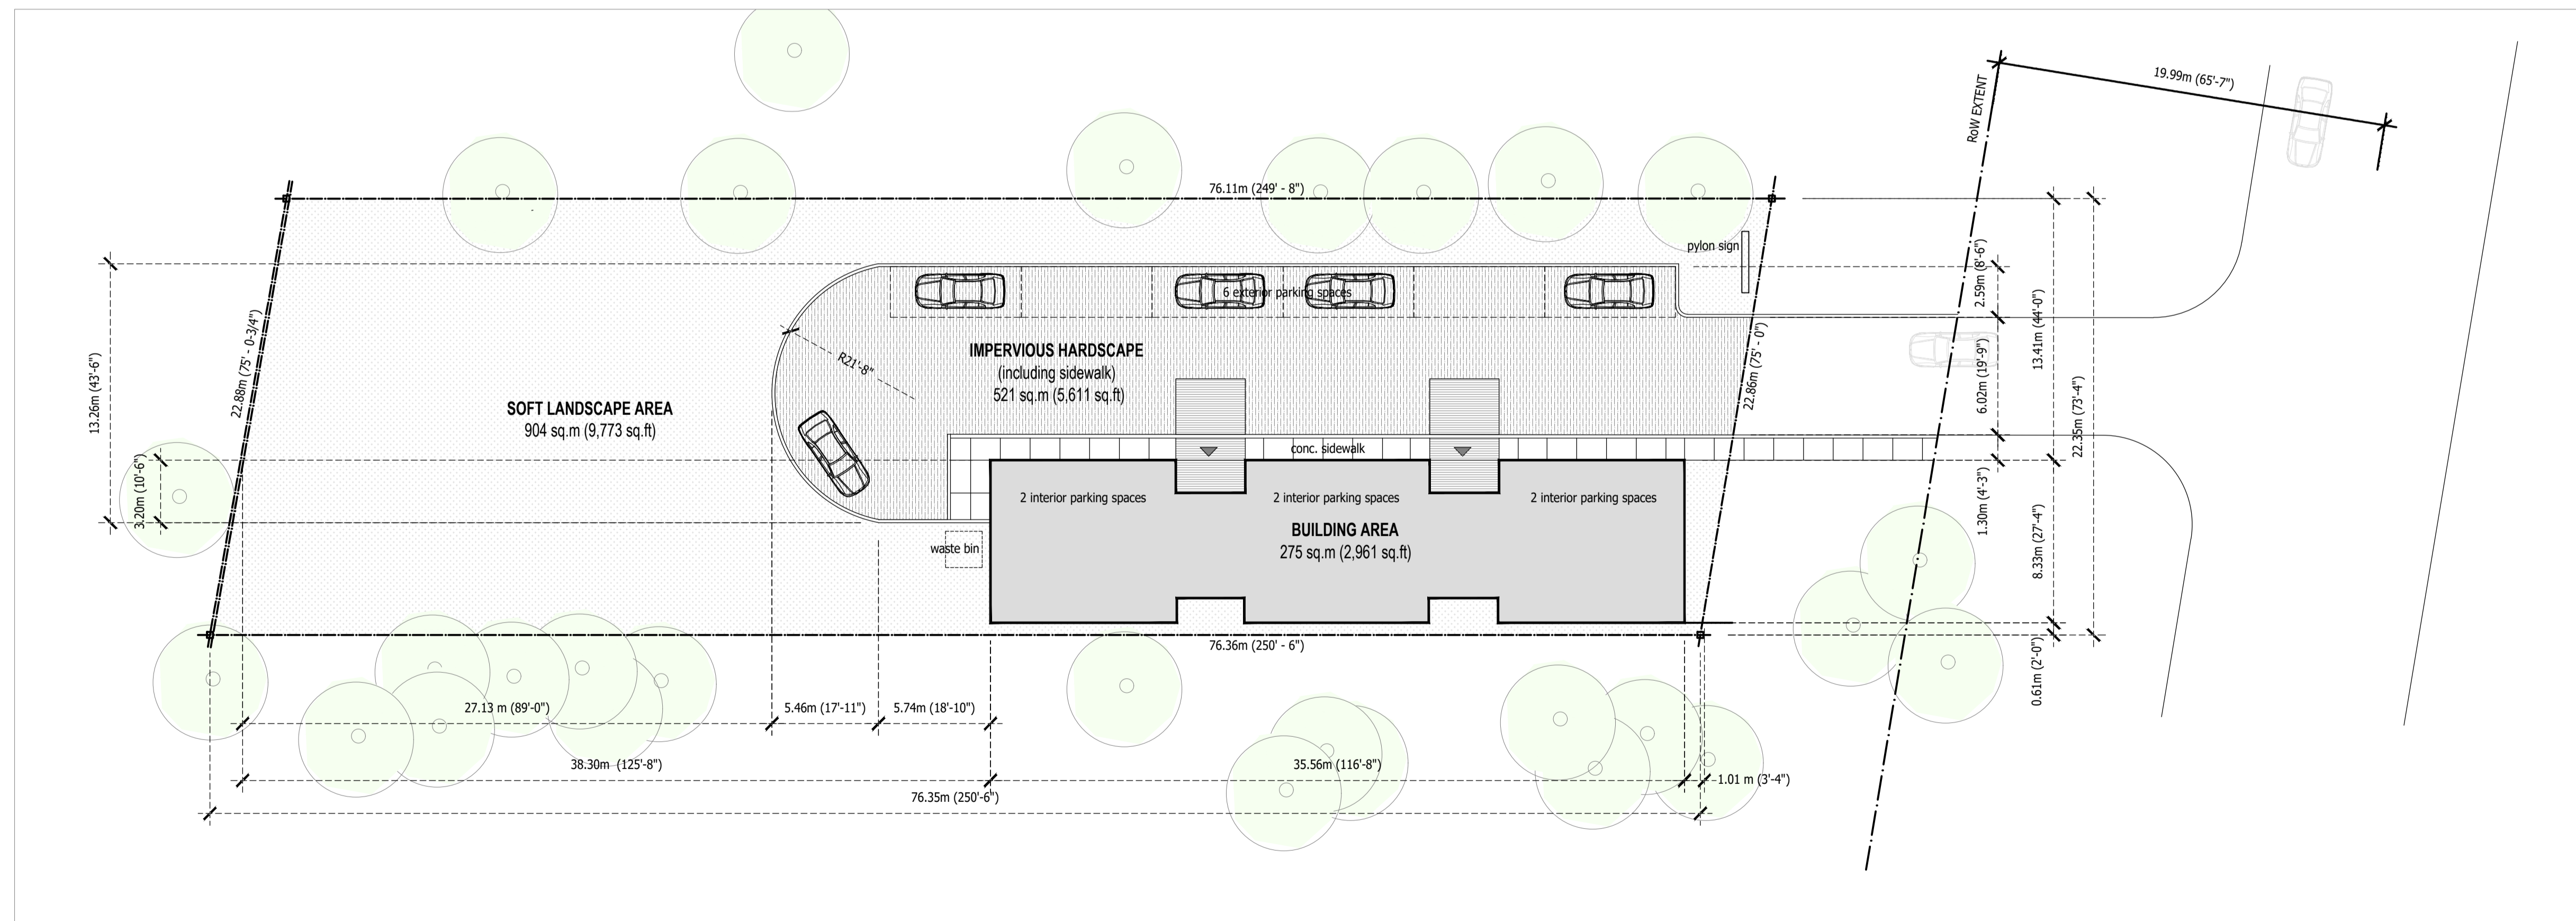 19.99m (65'-7")
RoW EXTENT
76.11m (249' - 8")
pylon sign
2.59m (8'-6")
6 exterior parking spaces
13.41m (44'-0")
22.88m (75' - 0-3/4")
13.26m (43'-6")
R21'-8"
IMPERVIOUS HARDSCAPE
(including sidewalk)
521 sq.m (5,611 sq.ft)
22.86m (75' - 0")
6.02m (19'-9")
22.35m (73'-4")
SOFT LANDSCAPE AREA
904 sq.m (9,773 sq.ft)
conc. sidewalk
3.20m (10'-6")
2 interior parking spaces
2 interior parking spaces
2 interior parking spaces
1.30m (4'-3")
BUILDING AREA
275 sq.m (2,961 sq.ft)
waste bin
8.33m (27'-4")
76.36m (250' - 6")
0.61m (2'-0")
27.13 m (89'-0")
5.46m (17'-11")
5.74m (18'-10")
38.30m (125'-8")
35.56m (116'-8")
1.01 m (3'-4")
76.35m (250'-6")